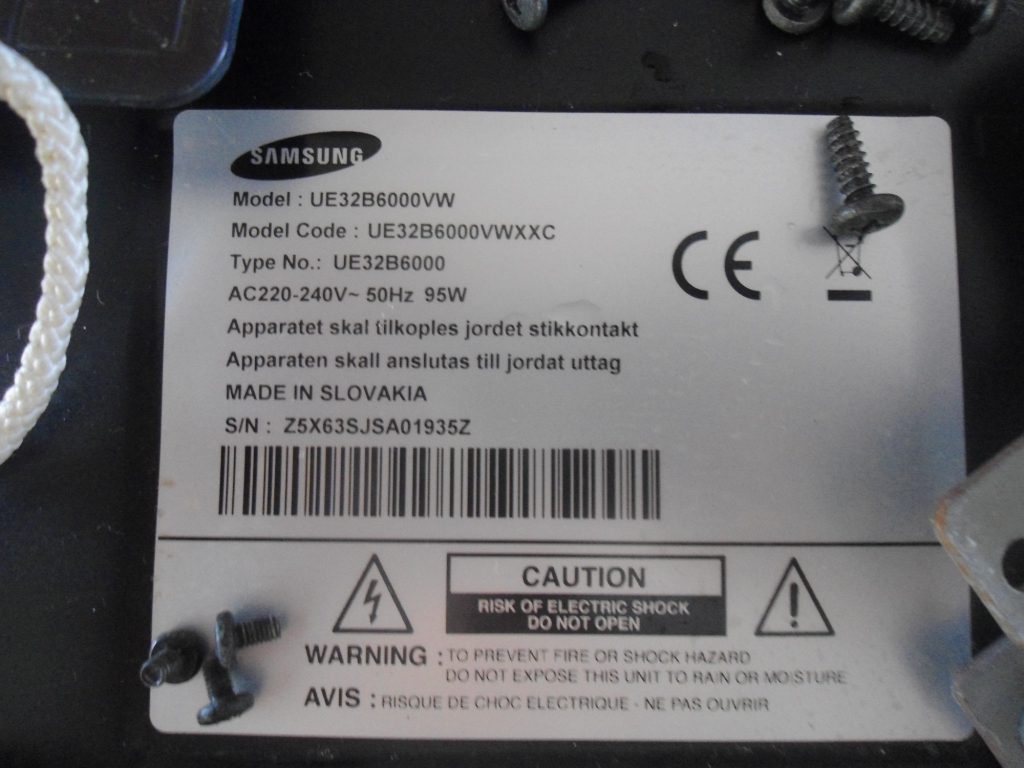 SAMSUNG
Model : UE32B6000VW
Model Code : UE32B6000VWXXC
Type No.: UE32B6000
AC220-240V~ 50Hz 95W
Apparatet skal tilkoples jordet stikkontakt
Apparaten skall anslutas till jordat uttag
MADE IN SLOVAKIA
S/N : Z5X63SJSA01935Z
CE
CAUTION
RISK OF ELECTRIC SHOCK
DO NOT OPEN
WARNING : TO PREVENT FIRE OR SHOCK HAZARD
DO NOT EXPOSE THIS UNIT TO RAIN OR MOISTURE
AVIS : RISQUE DE CHOC ELECTRIQUE - NE PAS OUVRIR